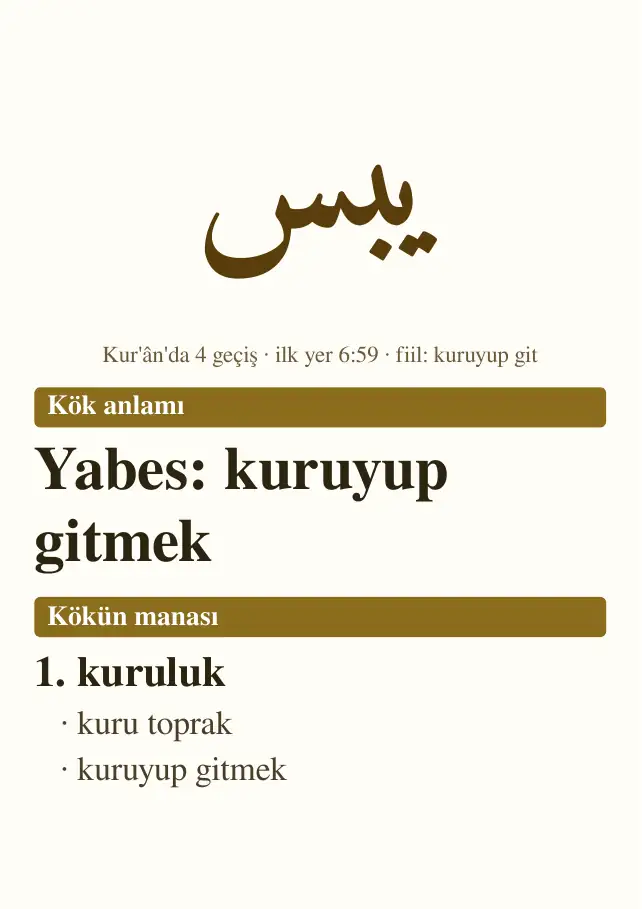 يبس
Kur'ân'da 4 geçiş · ilk yer 6:59 · fiil: kuruyup git
Kök anlamı
Yabes: kuruyup
gitmek
Kökün manası
1. kuruluk
· kuru toprak
· kuruyup gitmek